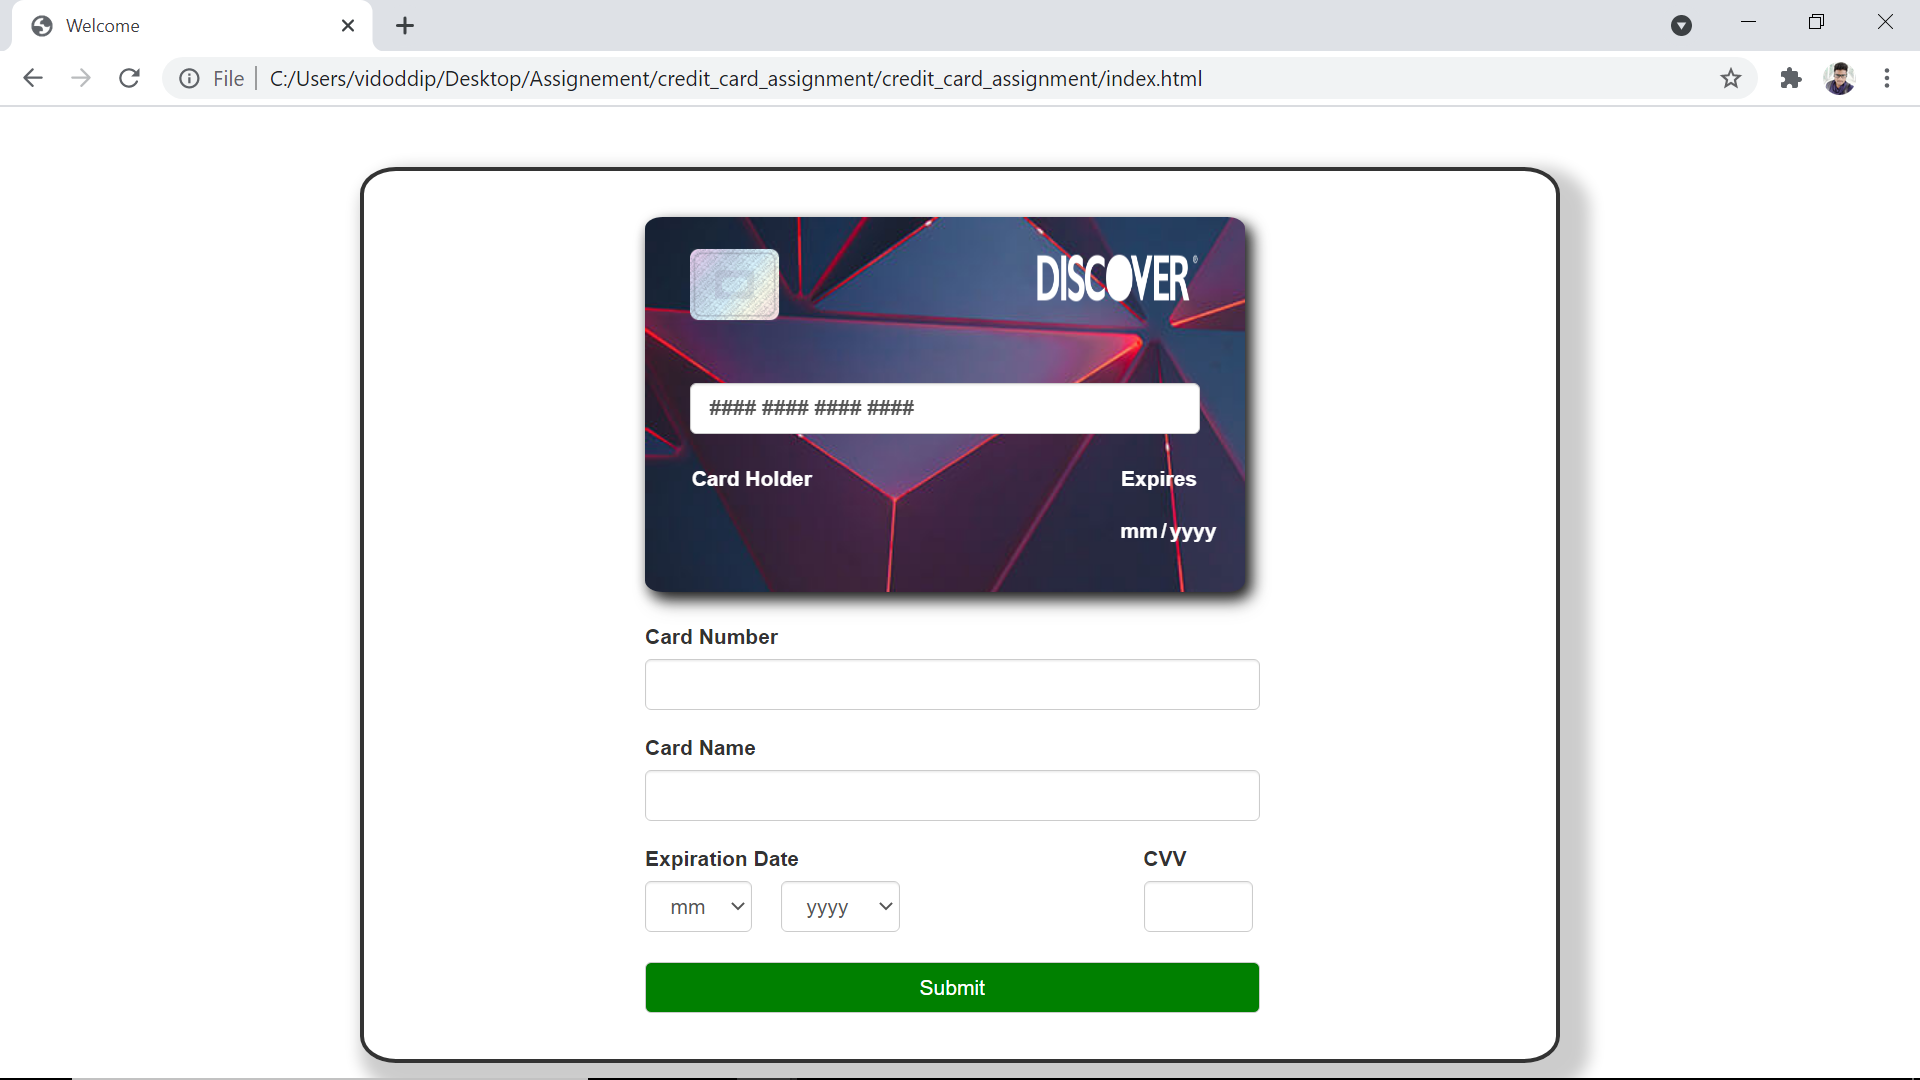 Welcome
File
C:/Users/vidoddip/Desktop/Assignement/credit_card_assignment/credit_card_assignment/index.html
DISCOVER®
#### #### #### ####
Card Holder Expires
mm/yyyy
Card Number
Card Name
Expiration Date CVV
mm yyyy
Submit